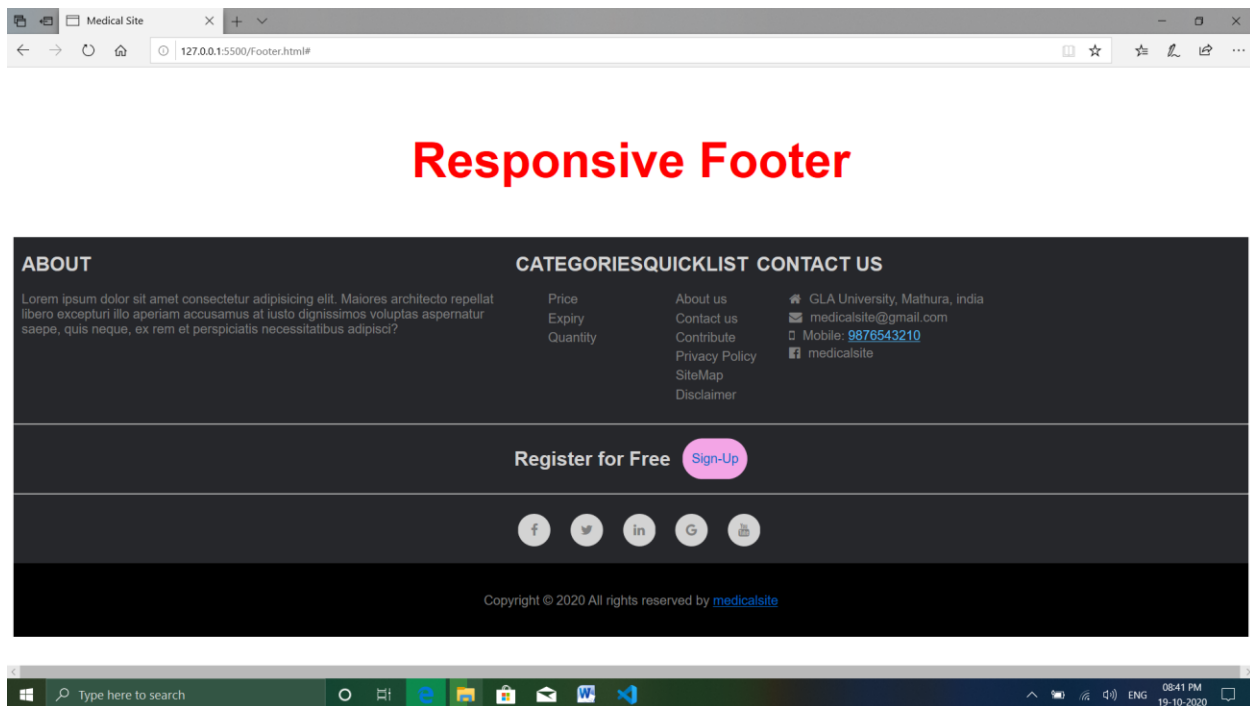 Medical Site
127.0.0.1:5500/Footer.html#
Responsive Footer
ABOUT
Lorem ipsum dolor sit amet consectetur adipisicing elit. Maiores architecto repellat
libero excepturi illo aperiam accusamus at iusto dignissimos voluptas aspernatur
saepe, quis neque, ex rem et perspiciatis necessitatibus adipisci?
CATEGORIES
Price
Expiry
Quantity
QUICKLIST
About us
Contact us
Contribute
Privacy Policy
SiteMap
Disclaimer
CONTACT US
GLA University, Mathura, india
medicalsite@gmail.com
Mobile: 9876543210
medicalsite
Register for Free Sign-Up
Copyright © 2020 All rights reserved by medicalsite
Type here to search
ENG
08:41 PM
19-10-2020